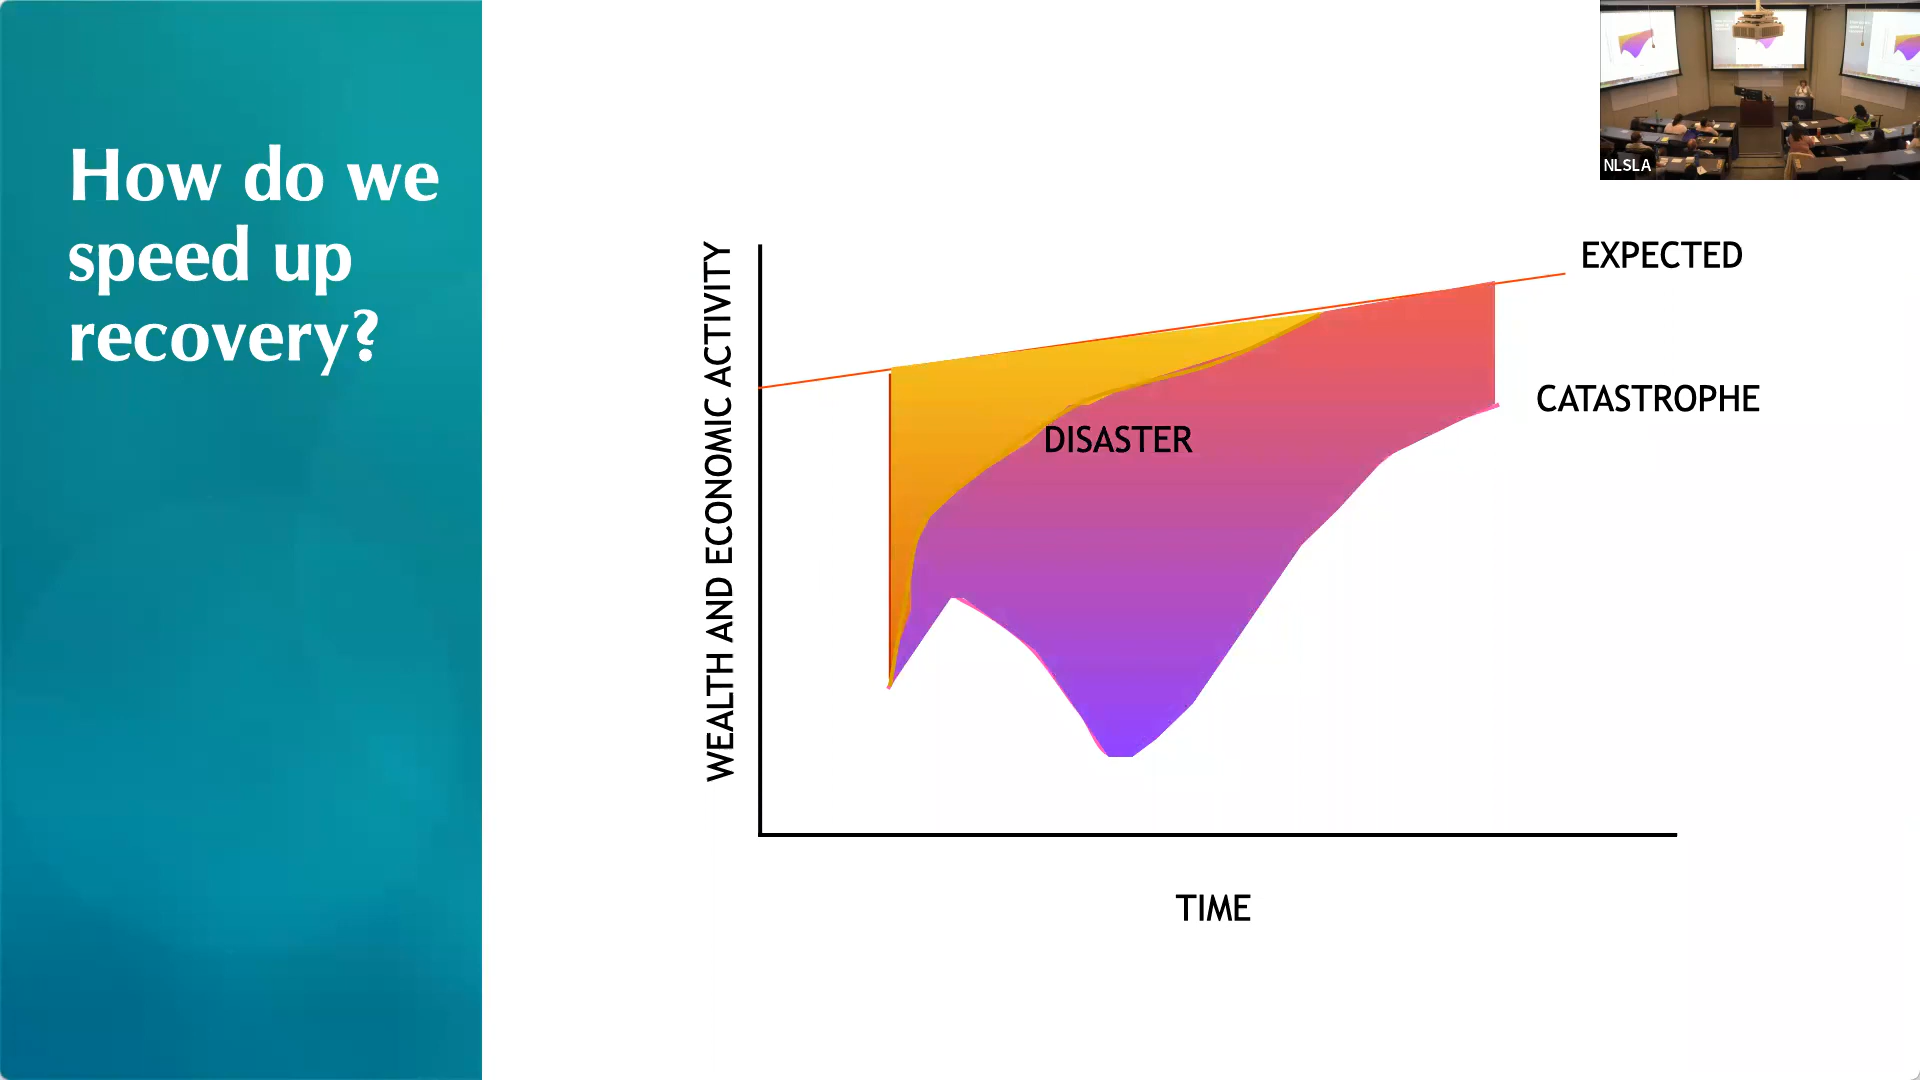 How do we
speed up
recovery?
NLSLA
EXPECTED
CATASTROPHE
DISASTER
WEALTH AND ECONOMIC ACTIVITY
TIME